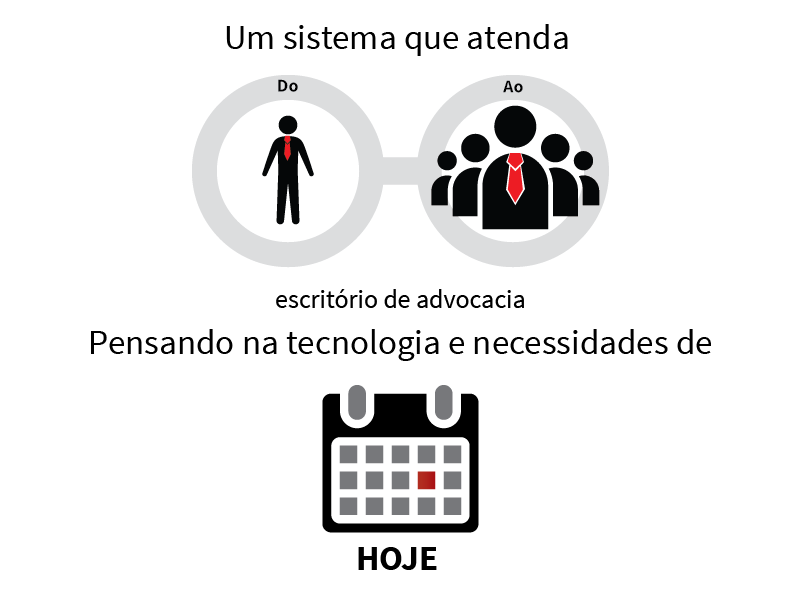 Um sistema que atenda
Do
Ao
escritório de advocacia
Pensando na tecnologia e necessidades de
HOJE